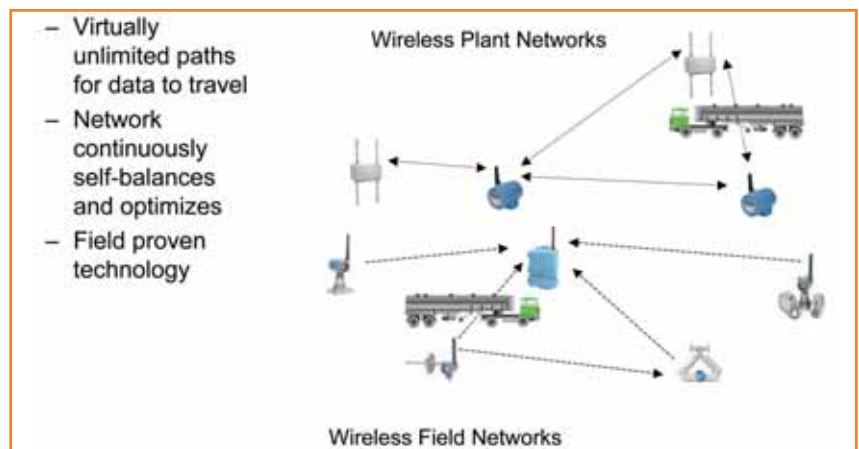 – Virtually
unlimited paths
for data to travel
– Network
continuously
self-balances
and optimizes
– Field proven
technology
Wireless Plant Networks
Wireless Field Networks